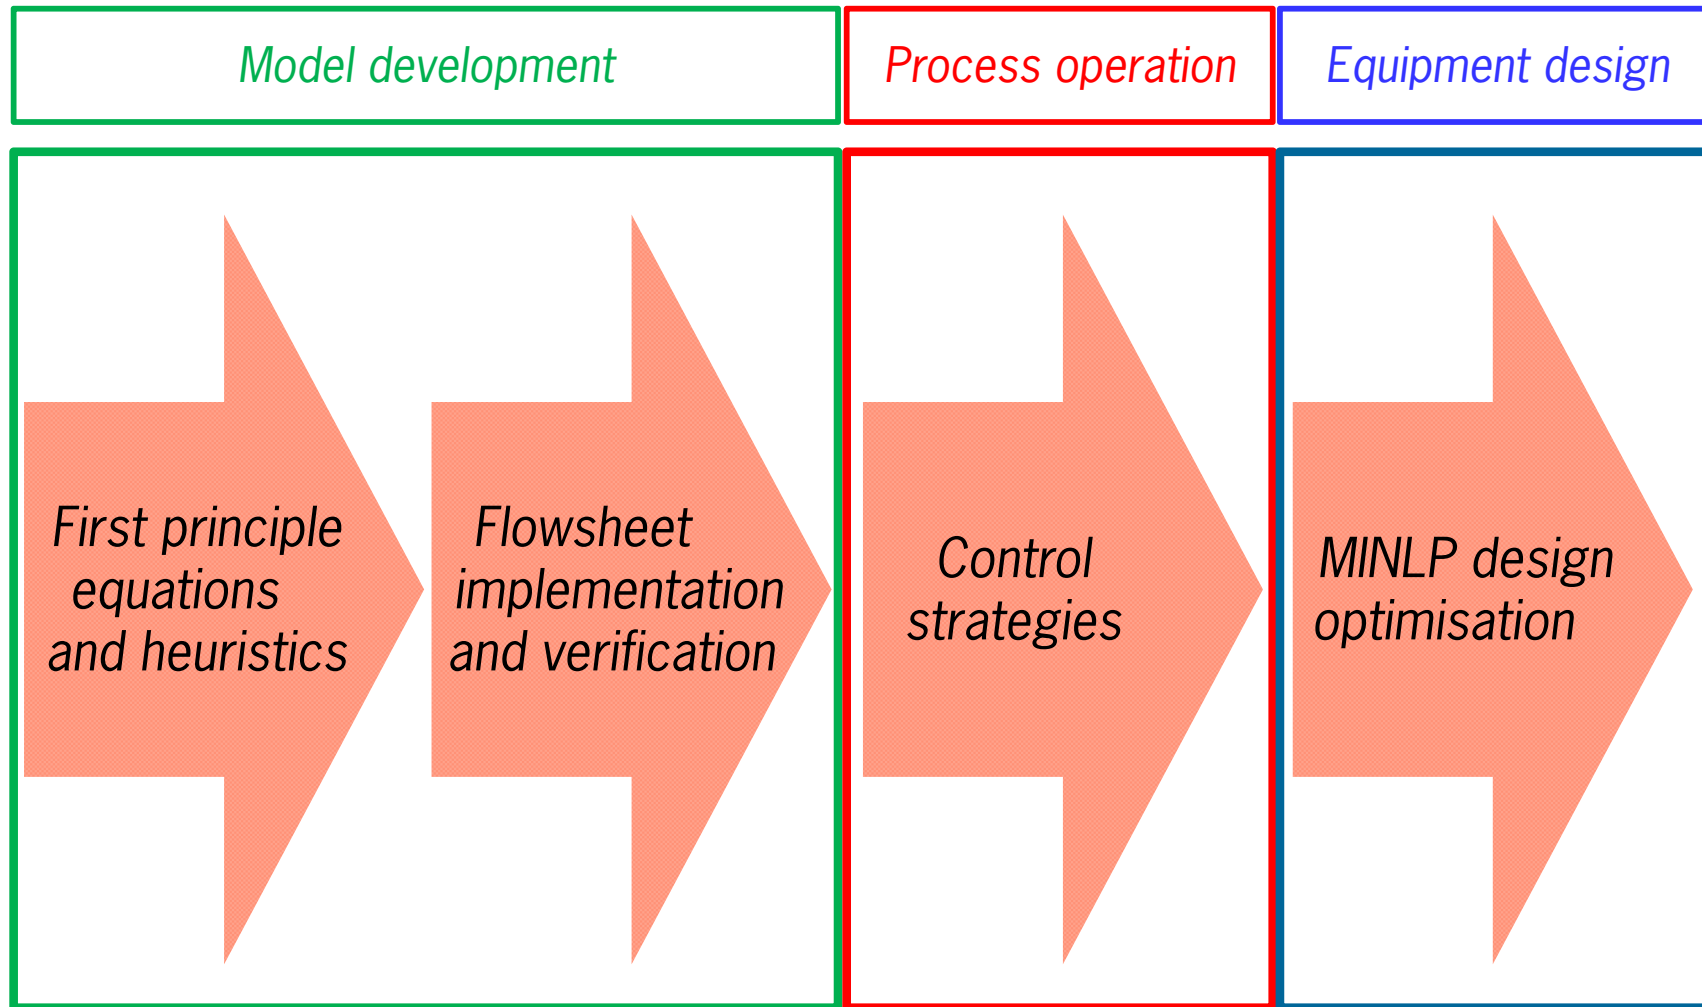 Model development
Process operation
Equipment design
First principle
equations
and heuristics
Flowsheet
implementation
and verification
Control
strategies
MINLP design
optimisation